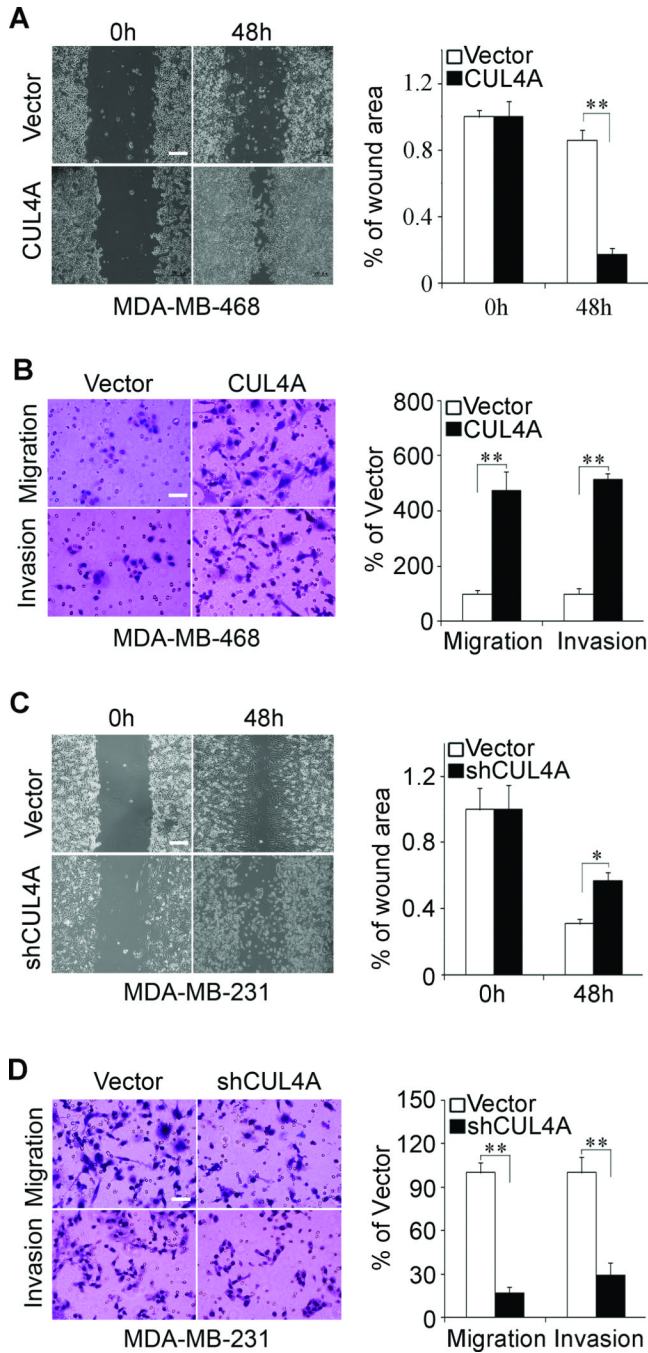 A
0h 48h
Vector
CUL4A
MDA-MB-468
Vector
CUL4A
% of wound area
1.2
0.8
0.4
0
**
0h 48h
B
Vector CUL4A
Migration
Invasion
MDA-MB-468
Vector
CUL4A
% of Vector
800
600
400
200
0
** **
Migration Invasion
C
0h 48h
Vector
shCUL4A
MDA-MB-231
Vector
shCUL4A
% of wound area
1.2
0.8
0.4
0
*
0h 48h
D
Vector shCUL4A
Migration
Invasion
MDA-MB-231
Vector
shCUL4A
% of Vector
150
120
90
60
30
0
** **
Migration Invasion